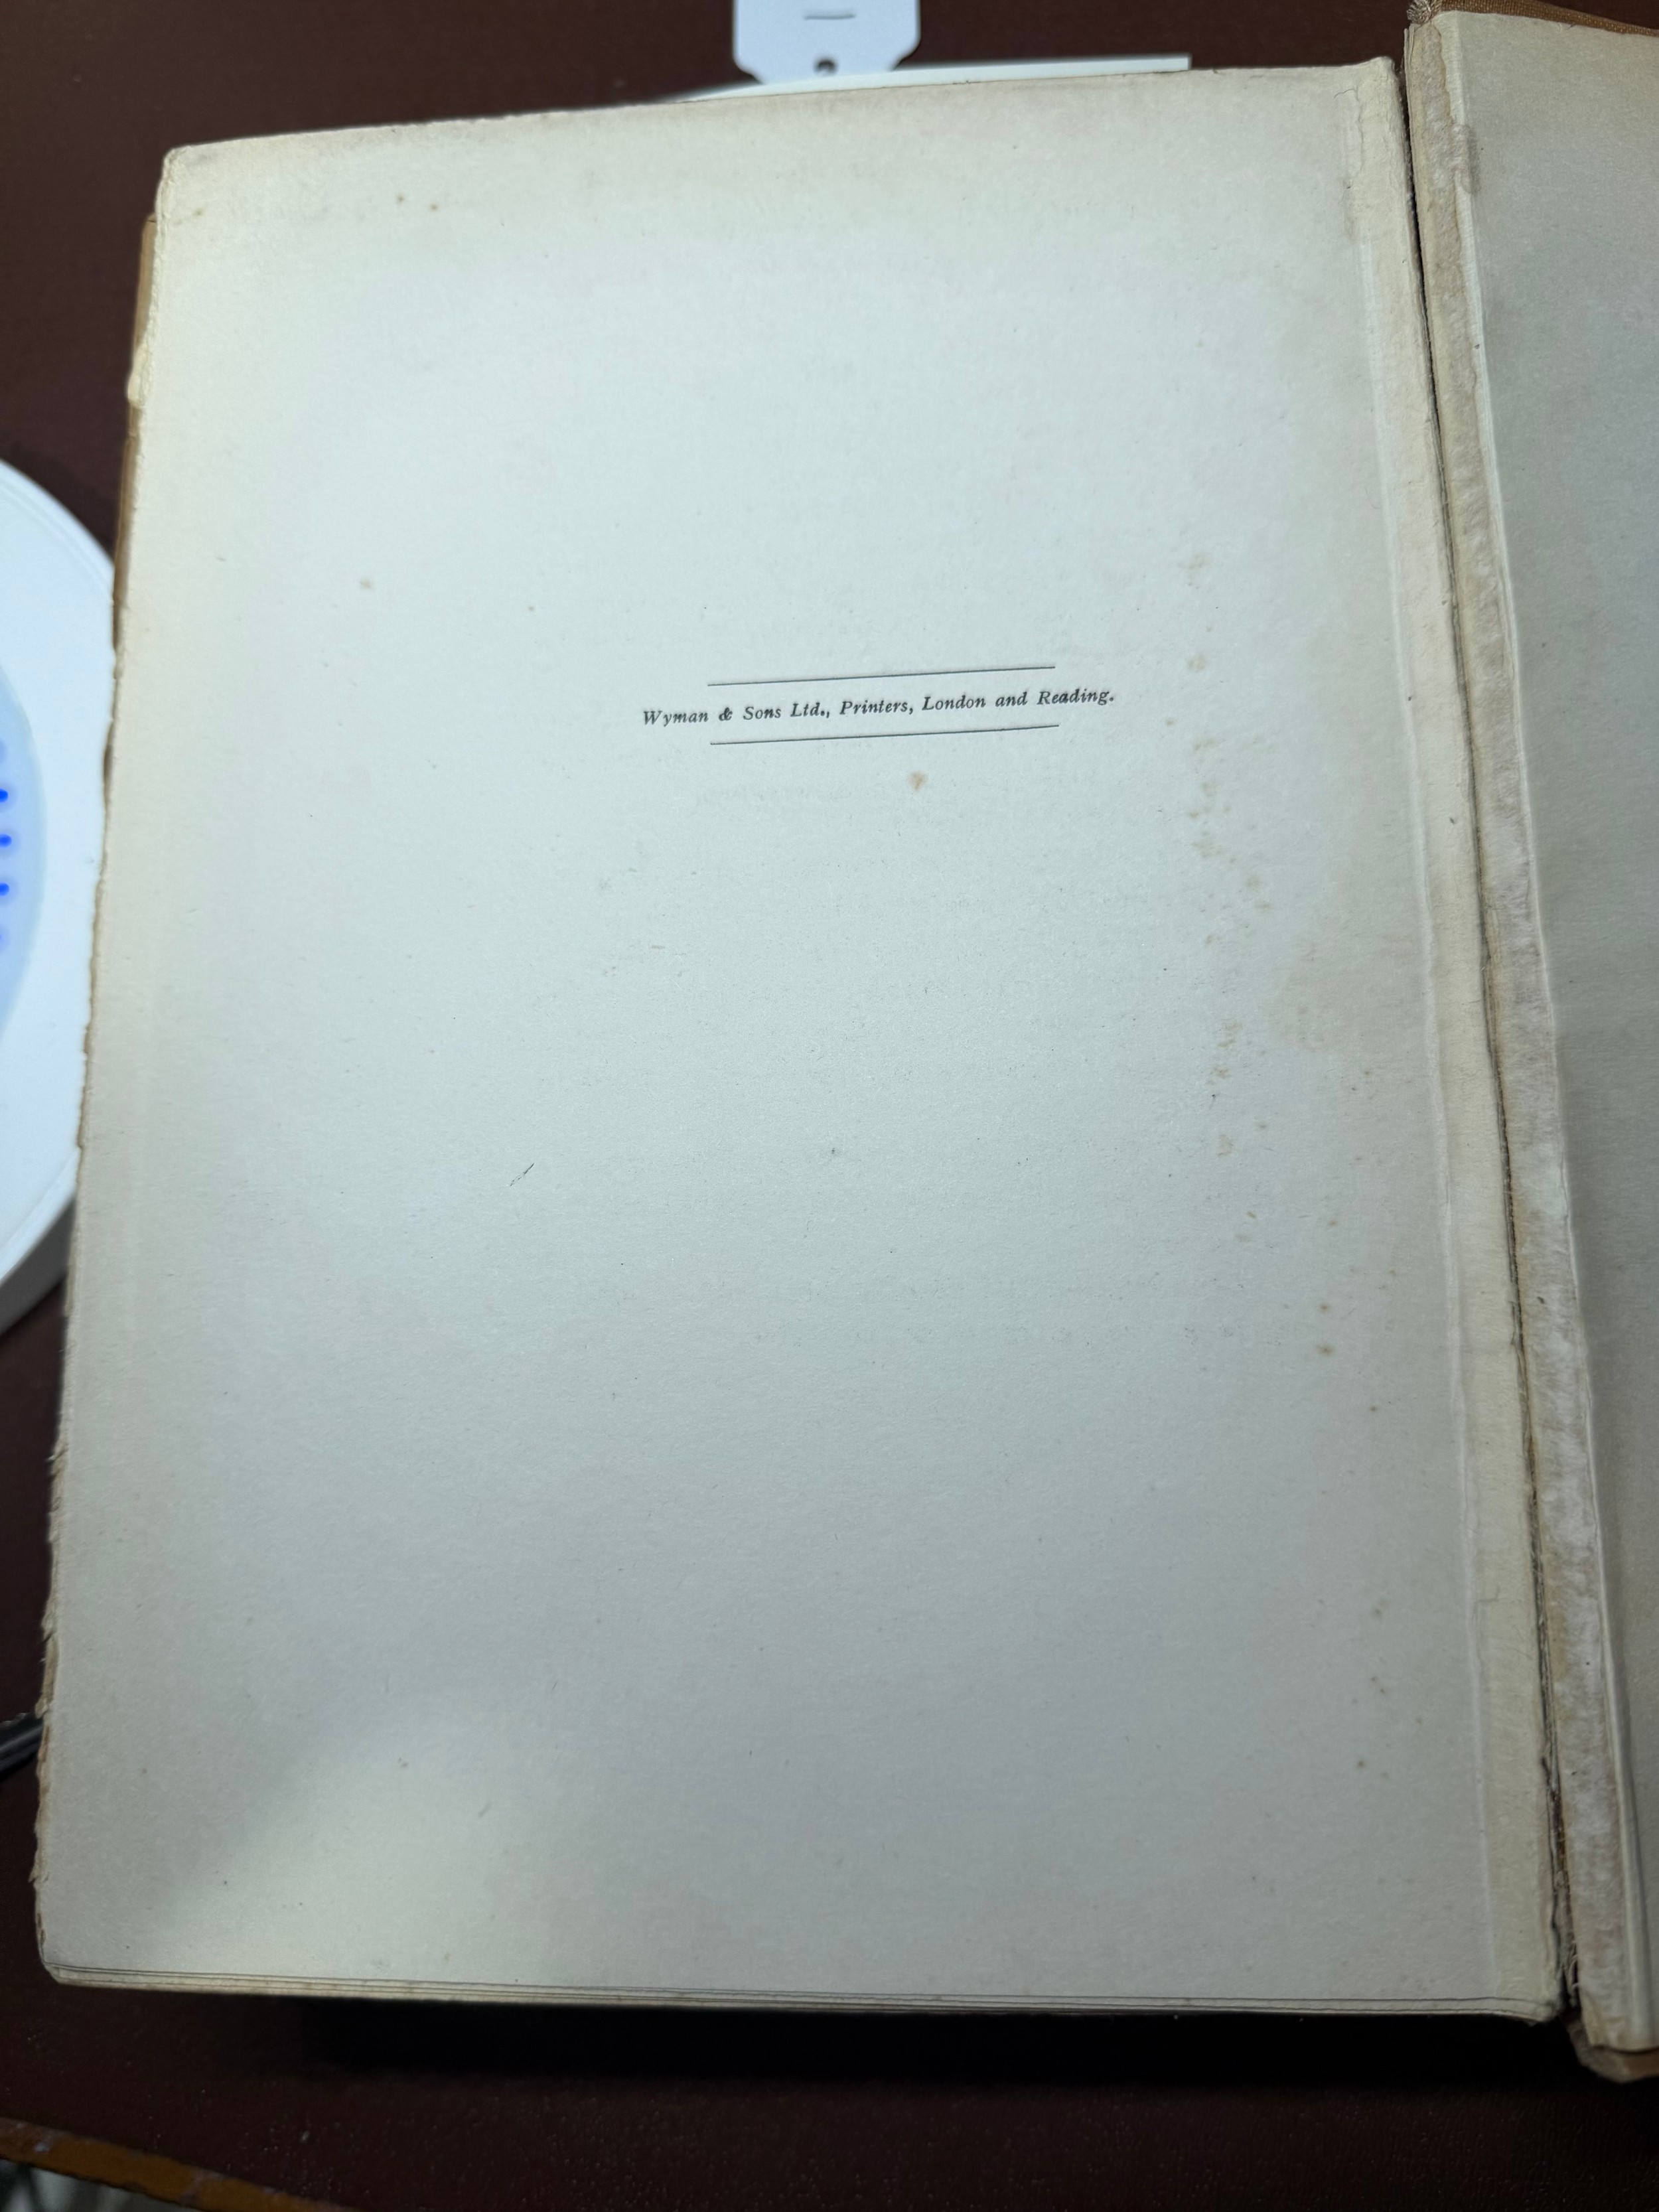 Wyman & Sons Ltd., Printers, London and Reading.